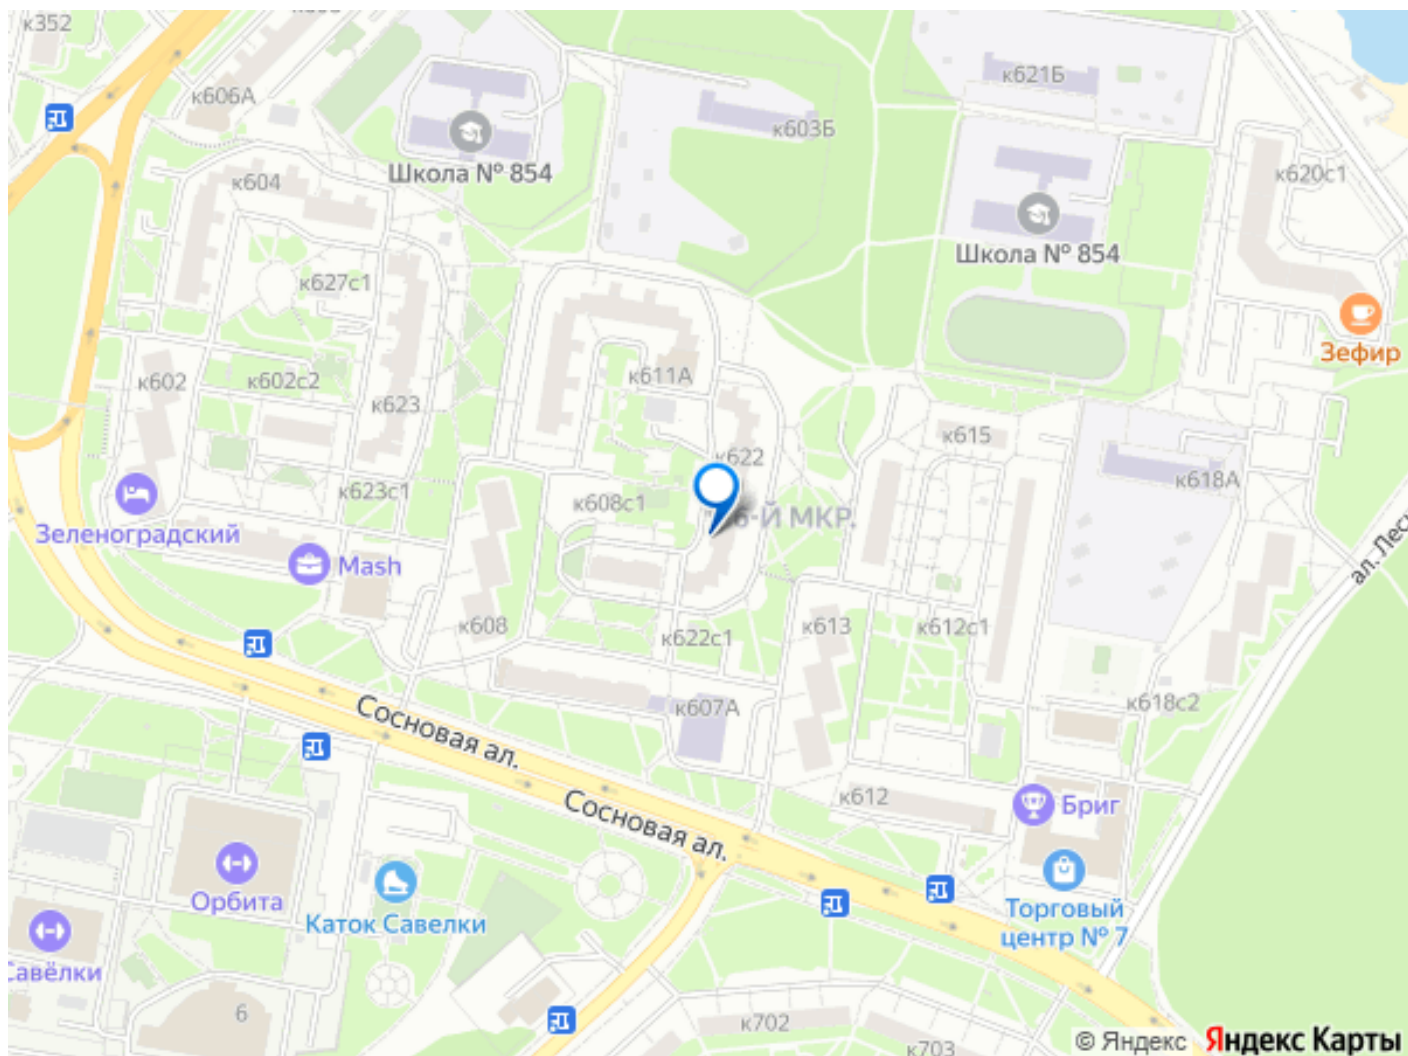 к352
к606А
к621Б
к603Б
Школа № 854
к604
к620с1
Школа № 854
к627с1
Зефир
к611А
к602
к602с2
к623
к615
к622
к618А
к623с1
к608с1
6-Й МКР.
Зеленоградский
Mash
ал. Лесн
к608
к622с1
к613
к612с1
к607А
к618с2
Сосновая ал.
Сосновая ал.
к612
Бриг
Орбита
Каток Савелки
Торговый
центр № 7
Савёлки
6
к702
к703
© Яндекс Яндекс Карты